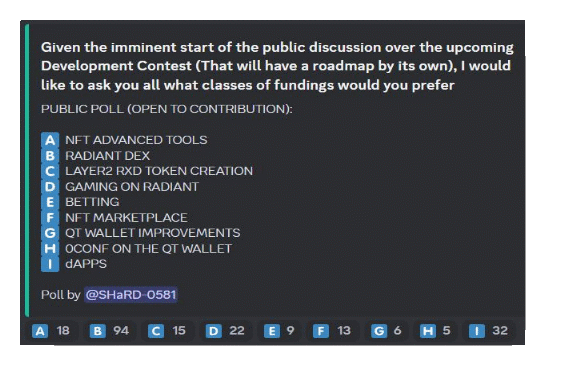 Given the imminent start of the public discussion over the upcoming
Development Contest (That will have a roadmap by its own), I would
like to ask you all what classes of fundings would you prefer
PUBLIC POLL (OPEN TO CONTRIBUTION):
A NFT ADVANCED TOOLS
B RADIANT DEX
C LAYER2 RXD TOKEN CREATION
D GAMING ON RADIANT
E BETTING
F NFT MARKETPLACE
G QT WALLET IMPROVEMENTS
H 0CONF ON THE QT WALLET
I dAPPS
Poll by @SHaRD-0581
A 18 B 94 C 15 D 22 E 9 F 13 G 6 H 5 I 32